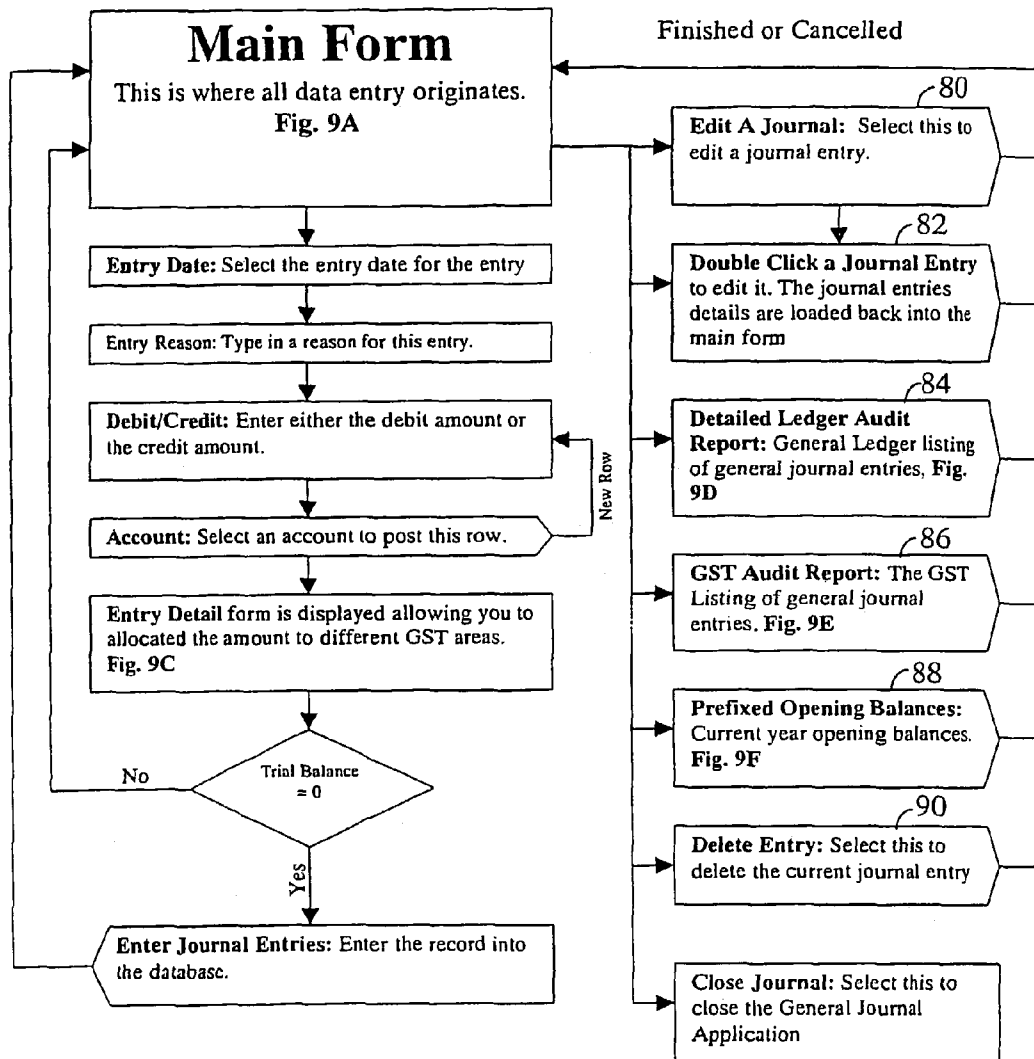 Main Form
This is where all data entry originates.
Fig. 9A
Entry Date: Select the entry date for the entry
Entry Reason: Type in a reason for this entry.
Debit/Credit: Enter either the debit amount or
the credit amount.
New Row
Account: Select an account to post this row.
Entry Detail form is displayed allowing you to
allocated the amount to different GST areas.
Fig. 9C
No
Trial Balance
= 0
Yes
Enter Journal Entries: Enter the record into
the database.
Finished or Cancelled
80
Edit A Journal: Select this to
edit a journal entry.
82
Double Click a Journal Entry
to edit it. The journal entries
details are loaded back into the
main form
84
Detailed Ledger Audit
Report: General Ledger listing
of general journal entries, Fig.
9D
86
GST Audit Report: The GST
Listing of general journal
entries. Fig. 9E
88
Prefixed Opening Balances:
Current year opening balances.
Fig. 9F
90
Delete Entry: Select this to
delete the current journal entry
Close Journal: Select this to
close the General Journal
Application